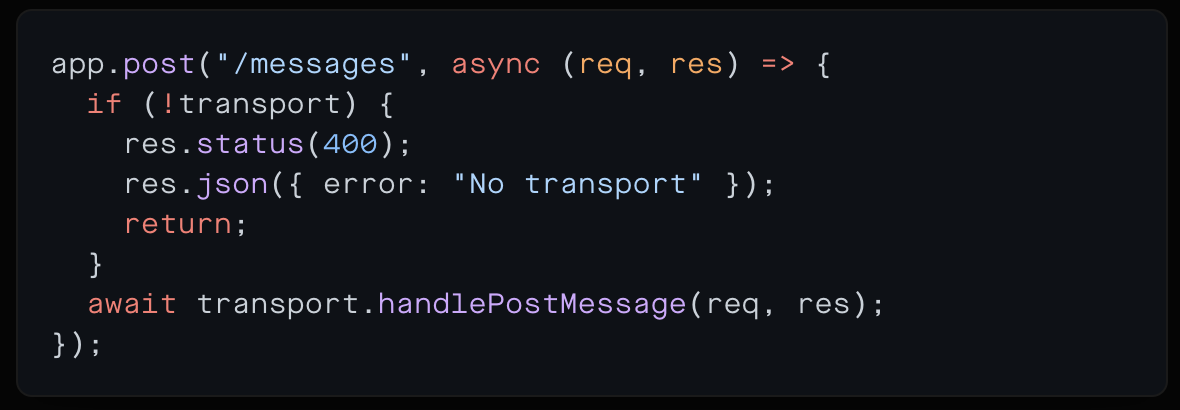 app.post("/messages", async (req, res) => {
  if (!transport) {
    res.status(400);
    res.json({ error: "No transport" });
    return;
  }
  await transport.handlePostMessage(req, res);
});